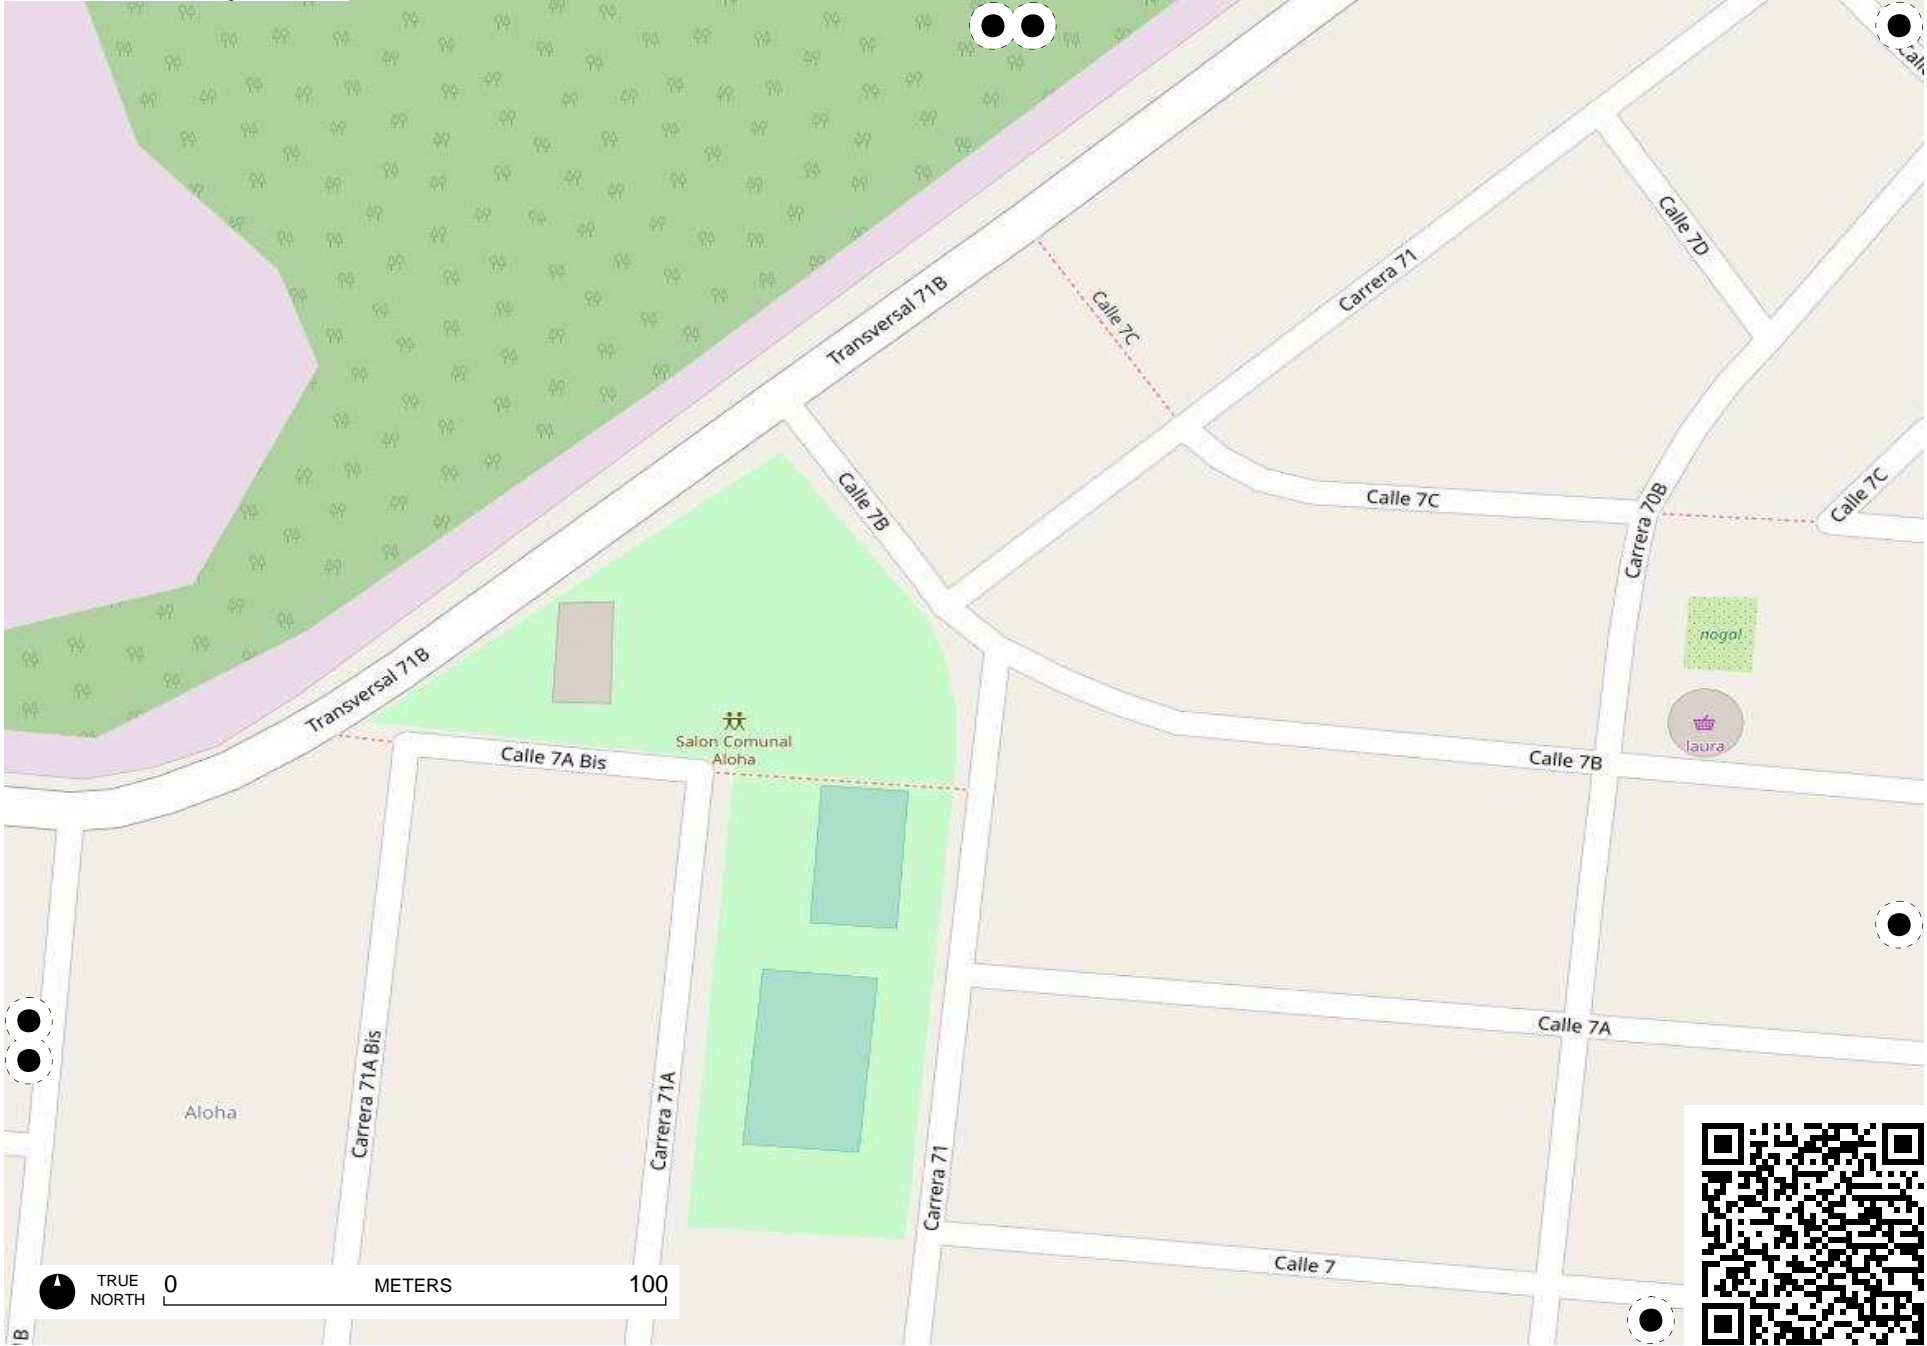 Calle
Calle 7D
Carrera 71
Transversal 71B
Calle 7C
Calle 7B
Calle 7C
Calle 7C
Carrera 70B
nogal
Transversal 71B
laura
Salon Comunal
Aloha
Calle 7A Bis
Calle 7B
Calle 7A
Carrera 71A Bis
Carrera 71A
Aloha
Carrera 71
Calle 7
TRUE
NORTH
0 METERS 100